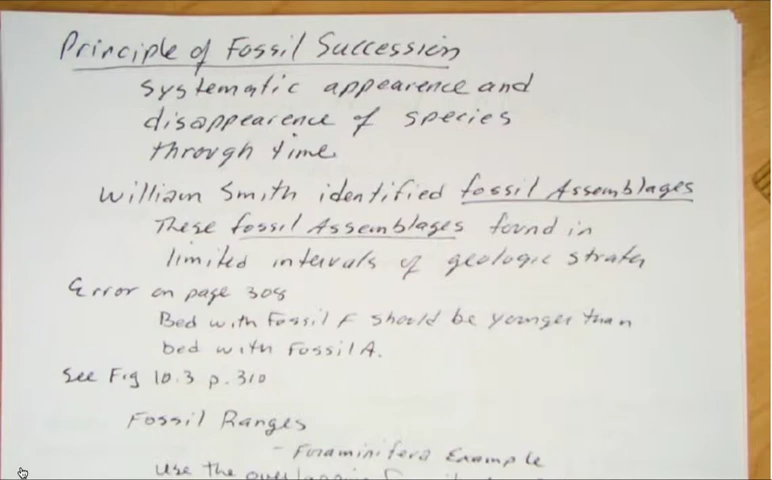 Principle of Fossil Succession
Systematic appearence and
disappearence of species
through time.
William Smith identified fossil Assemblages
These fossil Assemblages found in
limited intervals of geologic strata
Error on page 308
Bed with Fossil F should be younger than
bed with Fossil A.
See Fig 10.3 p.310
Fossil Ranges
- Foraminifera Example
use the overlapping